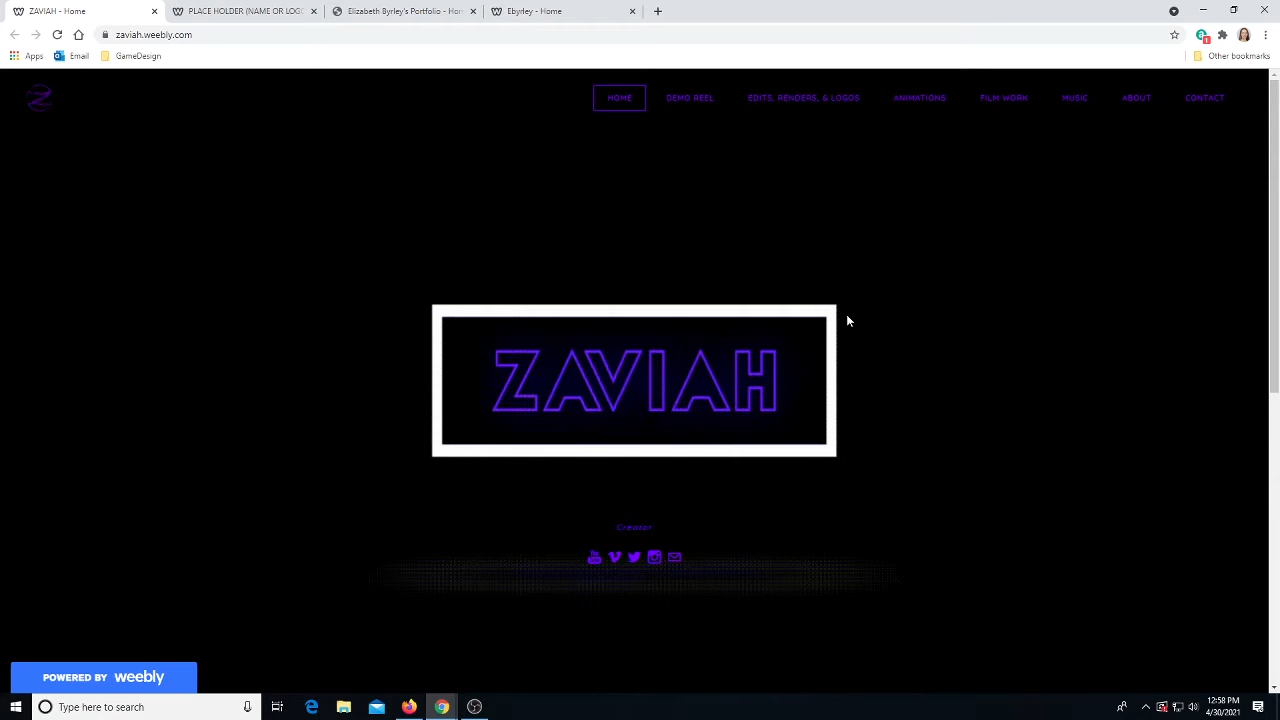 ZAVIAH - Home
PLACE HOLDER (NAME OR LOGO
Elizabeth Byrley's Portfolio - Hom
Ebyrley - Home
zaviah.weebly.com
Apps
Email
GameDesign
Other bookmarks
HOME
DEMO REEL
EDITS, RENDERS, & LOGOS
ANIMATIONS
FILM WORK
MUSIC
ABOUT
CONTACT
ZAVIAH
Creator
POWERED BY weebly
Type here to search
12:58 PM
4/30/2021